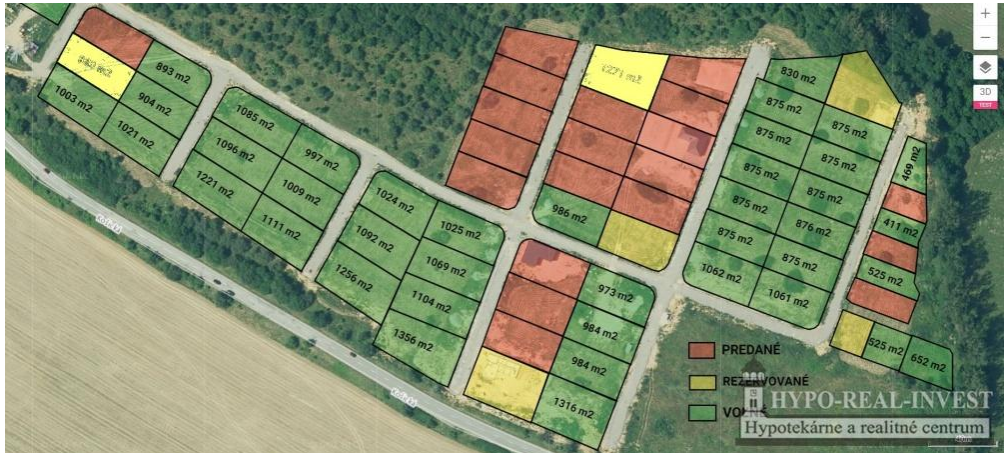 893 m2
1003 m2
904 m2
1021 m2
1085 m2
997 m2
1096 m2
1009 m2
1221 m2
1111 m2
1024 m2
1025 m2
1092 m2
1069 m2
1256 m2
1104 m2
1356 m2
986 m2
973 m2
984 m2
984 m2
1316 m2
830 m2
875 m2
875 m2
875 m2
875 m2
875 m2
875 m2
875 m2
875 m2
876 m2
875 m2
1062 m2
1061 m2
469 m2
411 m2
525 m2
525 m2
652 m2
+
−
3D
TEST
PREDANÉ
REZERVOVANÉ
VOĽNÉ
HYPO-REAL-INVEST
Hypotekárne a realitné centrum